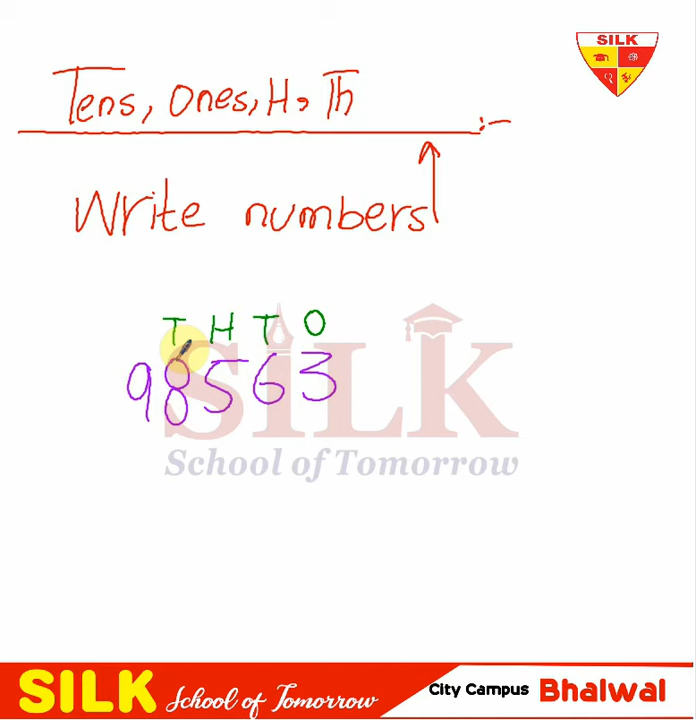 SILK
Tens, Ones, H, Th :-
Write numbers
T H T O
98563
SILK
School of Tomorrow
SILK School of Tomorrow City Campus Bhalwal